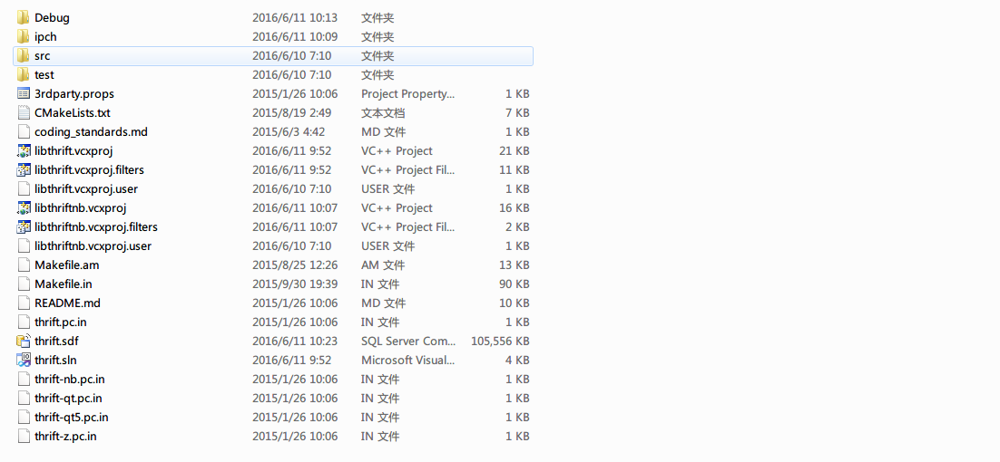 Debug 2016/6/11 10:13 文件夹
ipch 2016/6/11 10:09 文件夹
src 2016/6/10 7:10 文件夹
test 2016/6/10 7:10 文件夹
3rdparty.props 2015/1/26 10:06 Project Property... 1 KB
CMakeLists.txt 2015/8/19 2:49 文本文档 7 KB
coding_standards.md 2015/6/3 4:42 MD 文件 1 KB
libthrift.vcxproj 2016/6/11 9:52 VC++ Project 21 KB
libthrift.vcxproj.filters 2016/6/11 9:52 VC++ Project Fil... 11 KB
libthrift.vcxproj.user 2016/6/10 7:10 USER 文件 1 KB
libthriftnb.vcxproj 2016/6/11 10:07 VC++ Project 16 KB
libthriftnb.vcxproj.filters 2016/6/11 10:07 VC++ Project Fil... 2 KB
libthriftnb.vcxproj.user 2016/6/10 7:10 USER 文件 1 KB
Makefile.am 2015/8/25 12:26 AM 文件 13 KB
Makefile.in 2015/9/30 19:39 IN 文件 90 KB
README.md 2015/1/26 10:06 MD 文件 10 KB
thrift.pc.in 2015/1/26 10:06 IN 文件 1 KB
thrift.sdf 2016/6/11 10:23 SQL Server Com... 105,556 KB
thrift.sln 2016/6/11 9:52 Microsoft Visual... 4 KB
thrift-nb.pc.in 2015/1/26 10:06 IN 文件 1 KB
thrift-qt.pc.in 2015/1/26 10:06 IN 文件 1 KB
thrift-qt5.pc.in 2015/1/26 10:06 IN 文件 1 KB
thrift-z.pc.in 2015/1/26 10:06 IN 文件 1 KB